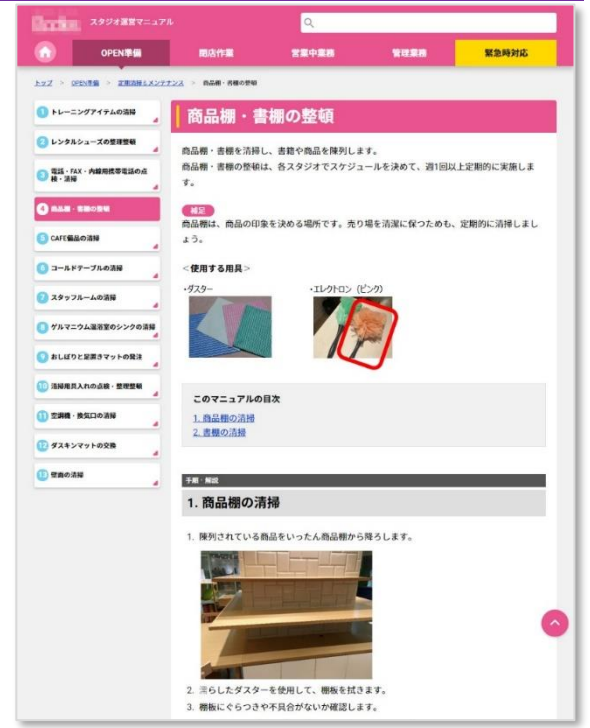 スタジオ運営マニュアル
OPEN準備
閉店作業
営業中業務
管理業務
緊急時対応
トップ > OPEN準備 > 定期清掃&メンテナンス > 商品棚・書棚の整頓
1 トレーニングアイテムの清掃
2 レンタルシューズの整理整頓
3 電話・FAX・内線用携帯電話の点
検・清掃
4 商品棚・書棚の整頓
5 CAFE備品の清掃
6 コールドテーブルの清掃
7 スタッフルームの清掃
8 ゲルマニウム温浴室のシンクの清掃
9 おしぼりと足置きマットの発注
10 清掃用具入れの点検・整理整頓
11 空調機・換気口の清掃
12 ダスキンマットの交換
13 壁面の清掃
商品棚・書棚の整頓
商品棚・書棚を清掃し、書籍や商品を陳列します。
商品棚・書棚の整頓は、各スタジオでスケジュールを決めて、週1回以上定期的に実施しま
す。
補足
商品棚は、商品の印象を決める場所です。売り場を清潔に保つためも、定期的に清掃しまし
ょう。
<使用する用具>
・ダスター
・エレクトロン（ピンク）
このマニュアルの目次
1. 商品棚の清掃
2. 書棚の清掃
手順・解説
1. 商品棚の清掃
1. 陳列されている商品をいったん商品棚から降ろします。
2. 濡らしたダスターを使用して、棚板を拭きます。
3. 棚板にぐらつきや不具合がないか確認します。